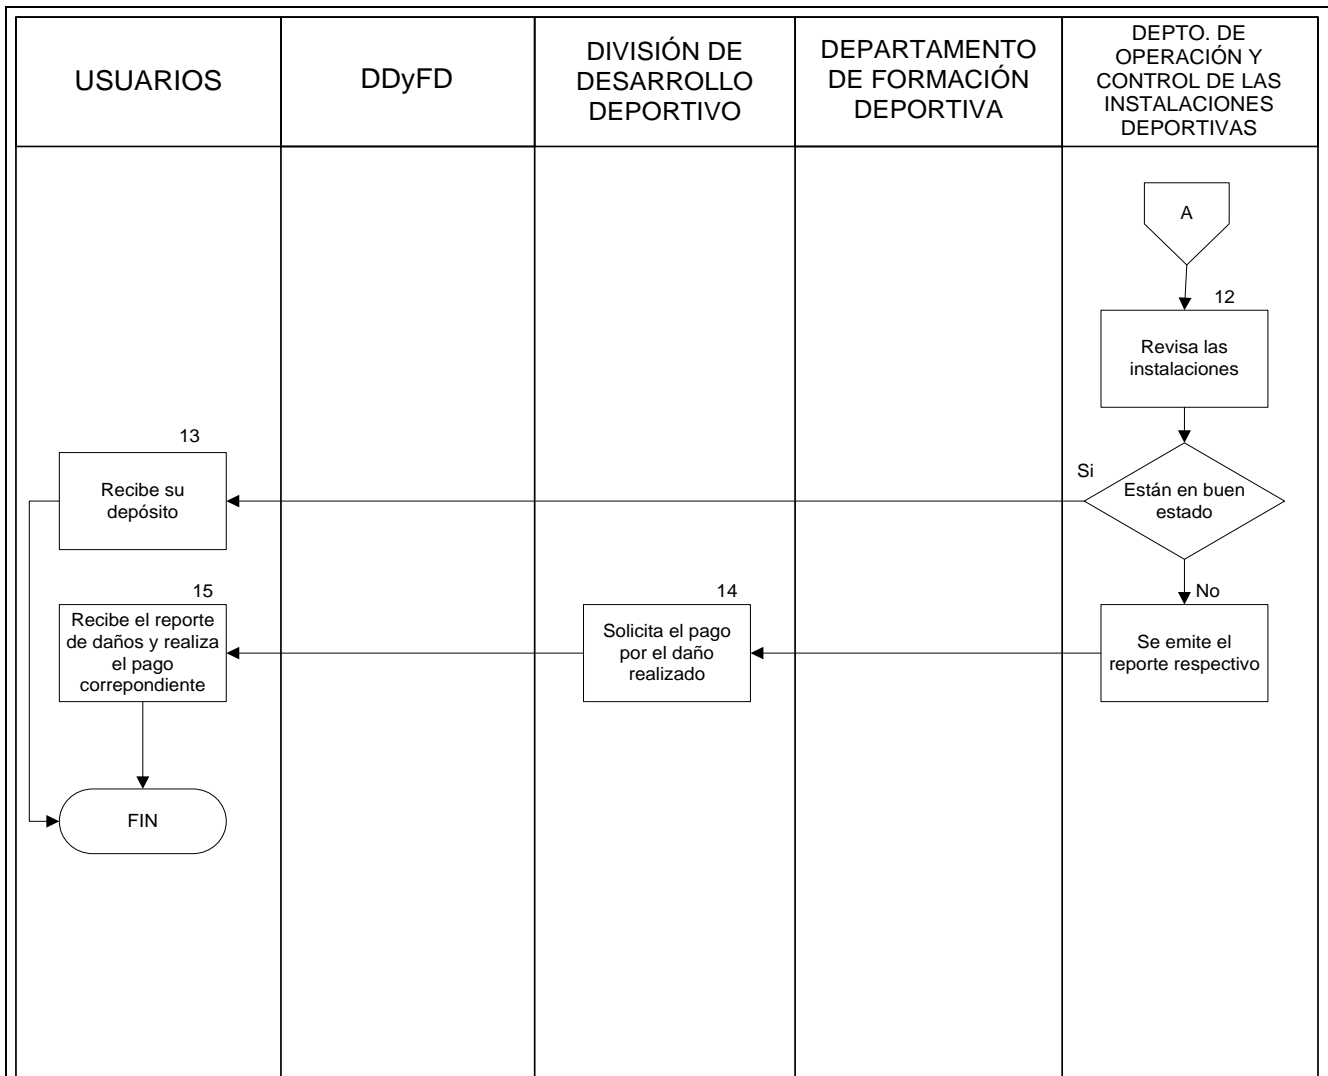 USUARIOS
DDyFD
DIVISIÓN DE
DESARROLLO
DEPORTIVO
DEPARTAMENTO
DE FORMACIÓN
DEPORTIVA
DEPTO. DE
OPERACIÓN Y
CONTROL DE LAS
INSTALACIONES
DEPORTIVAS
A
12
Revisa las
instalaciones
Si
Están en buen
estado
13
Recibe su
depósito
No
Se emite el
reporte respectivo
14
Solicita el pago
por el daño
realizado
15
Recibe el reporte
de daños y realiza
el pago
correpondiente
FIN